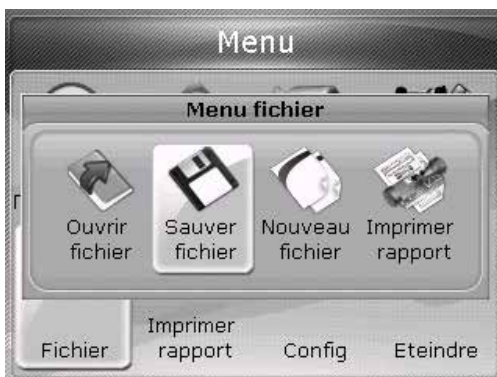 Menu
Menu fichier
Ouvrir
fichier
Sauver
fichier
Nouveau
fichier
Imprimer
rapport
Fichier
Imprimer
rapport
Config
Eteindre